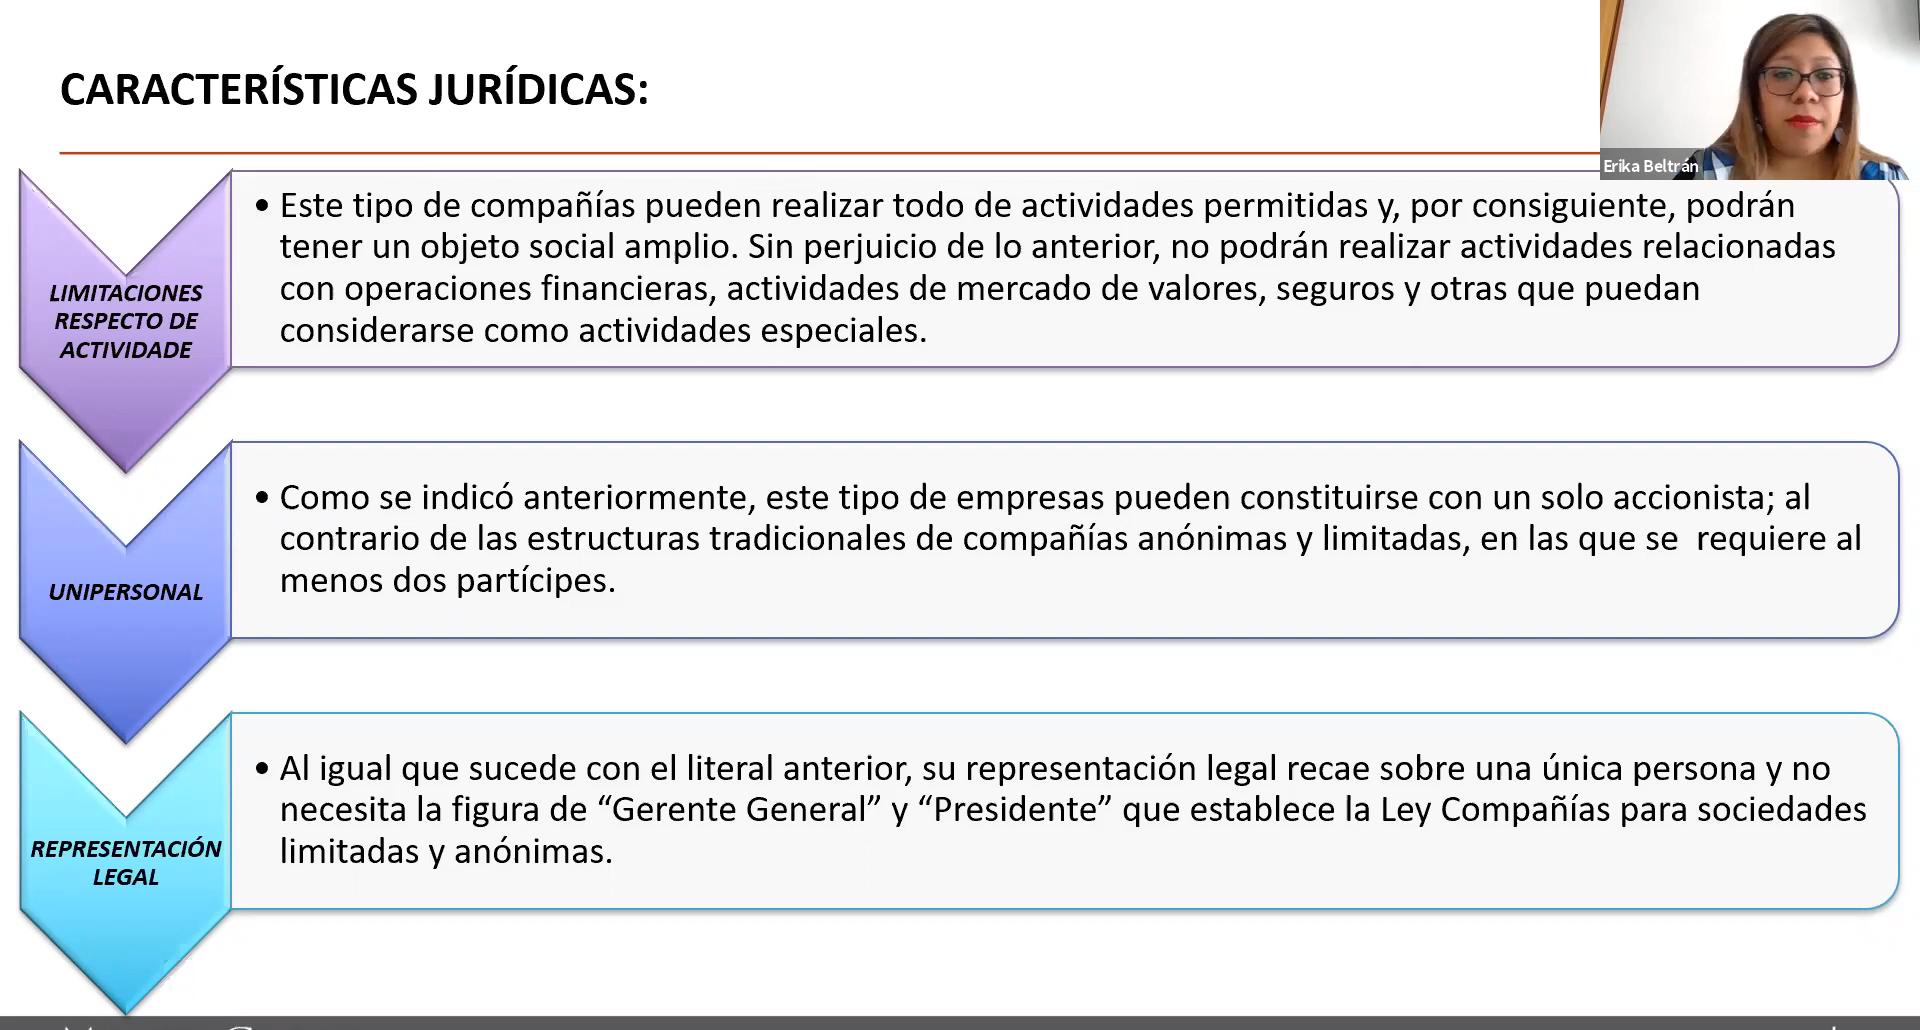 CARACTERÍSTICAS JURÍDICAS:
Erika Beltrán
LIMITACIONES
RESPECTO DE
ACTIVIDADE
• Este tipo de compañías pueden realizar todo de actividades permitidas y, por consiguiente, podrán
tener un objeto social amplio. Sin perjuicio de lo anterior, no podrán realizar actividades relacionadas
con operaciones financieras, actividades de mercado de valores, seguros y otras que puedan
considerarse como actividades especiales.
UNIPERSONAL
• Como se indicó anteriormente, este tipo de empresas pueden constituirse con un solo accionista; al
contrario de las estructuras tradicionales de compañías anónimas y limitadas, en las que se  requiere al
menos dos partícipes.
REPRESENTACIÓN
LEGAL
• Al igual que sucede con el literal anterior, su representación legal recae sobre una única persona y no
necesita la figura de “Gerente General” y “Presidente” que establece la Ley Compañías para sociedades
limitadas y anónimas.